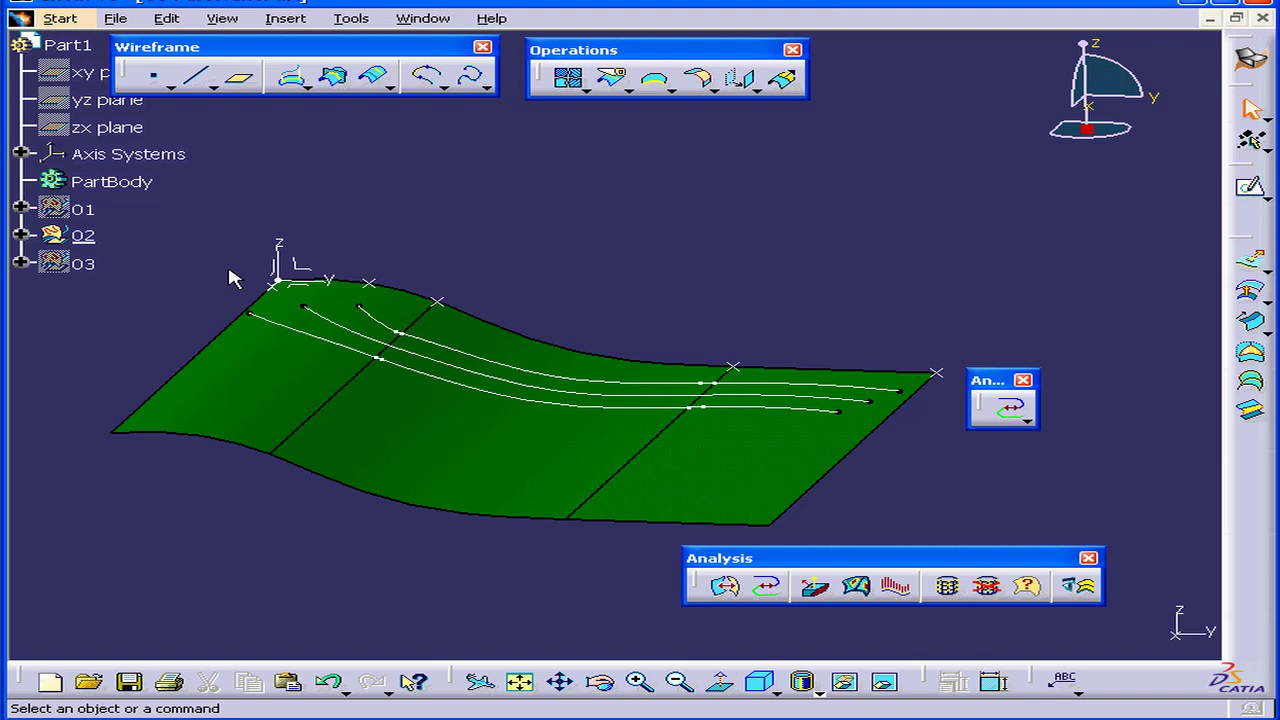 Start File Edit View Insert Tools Window Help
Wireframe
Operations
Part1
xy p
yz plane
zx plane
Axis Systems
PartBody
01
02
03
z
y
x
z
y
An...
Analysis
z
y
x
ABC
CATIA
Select an object or a command